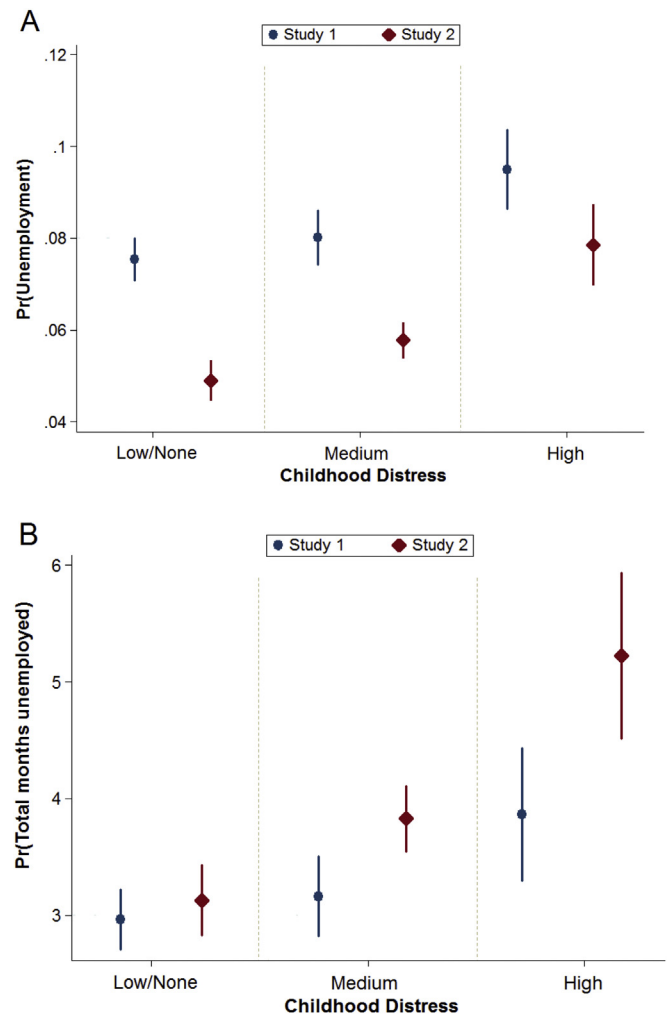 A
Study 1 Study 2
.12
.1
.08
.06
.04
Pr(Unemployment)
Low/None Medium High
Childhood Distress
B
Study 1 Study 2
6
5
4
3
Pr(Total months unemployed)
Low/None Medium High
Childhood Distress